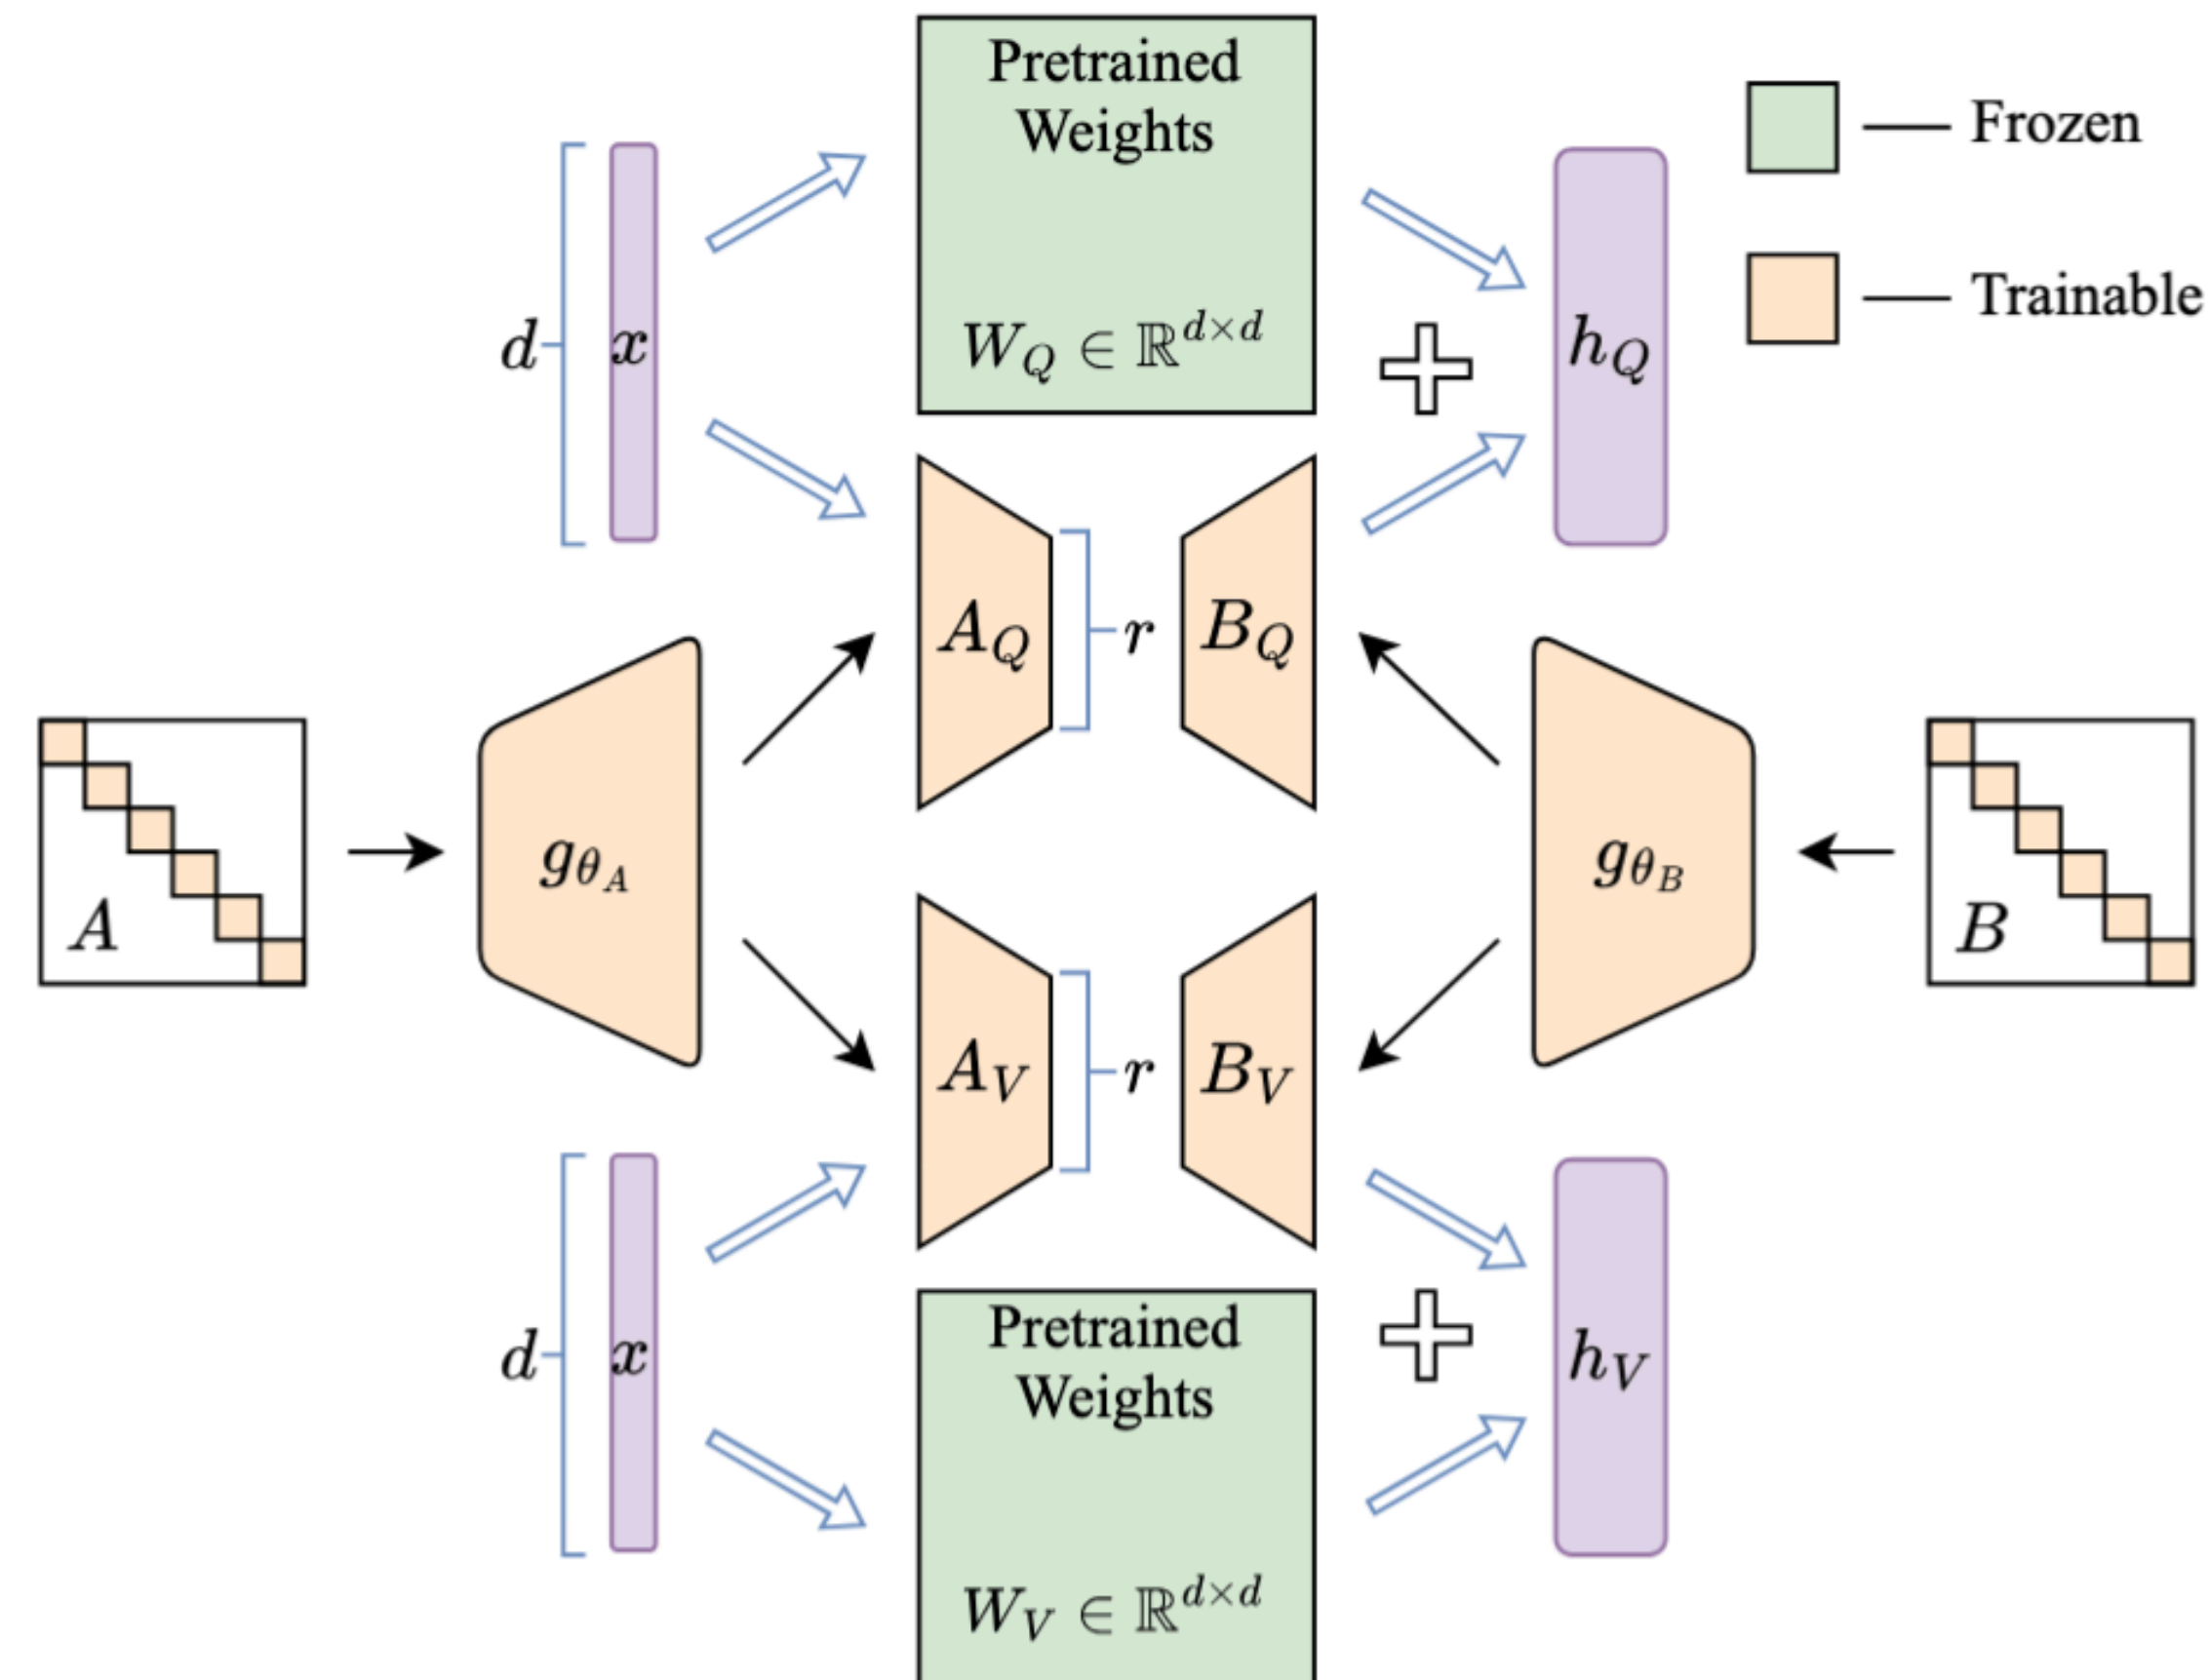 Pretrained
Weights
Frozen
Trainable
d
x
W_Q ∈ ℝ^{d×d}
h_Q
A_Q
r
B_Q
A
g_{θ_A}
g_{θ_B}
B
A_V
r
B_V
Pretrained
Weights
d
x
h_V
W_V ∈ ℝ^{d×d}